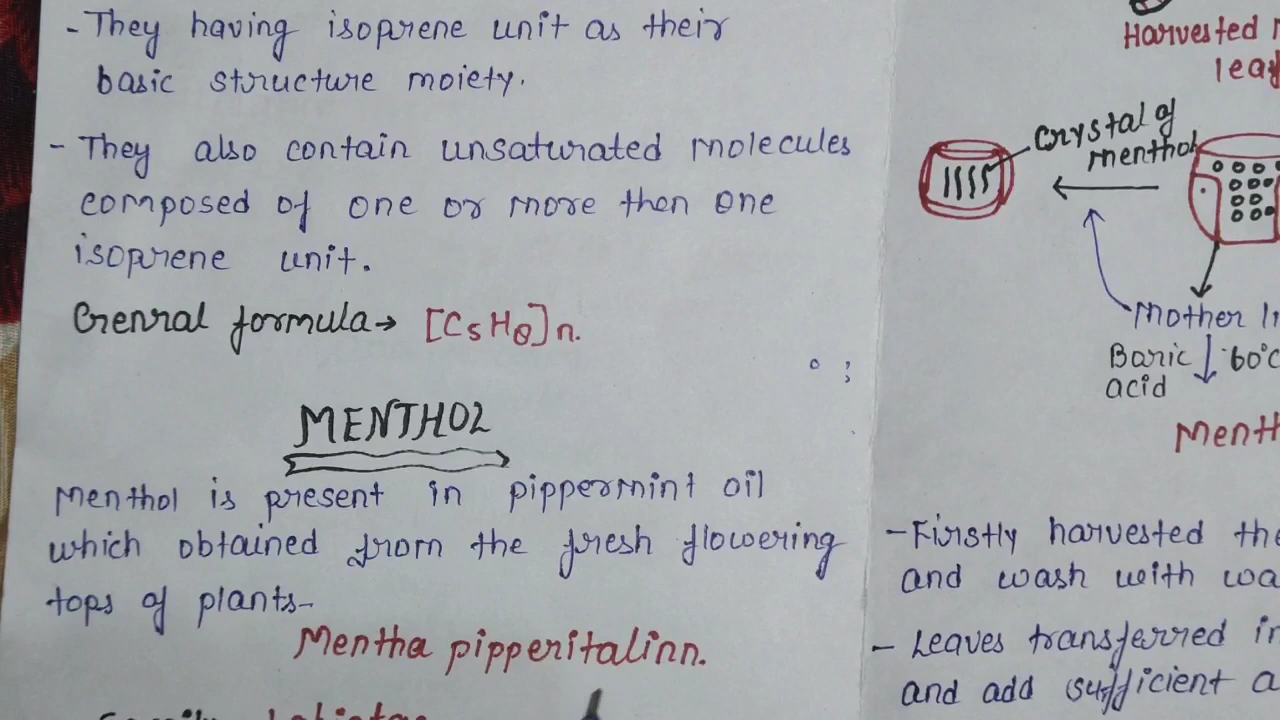 - They having isoprene unit as their
basic structure moiety.
- They also contain unsaturated molecules
composed of one or more then one
isoprene unit.
Genral formula → [C5H8]n.
MENTHOL
Menthol is present in pippermint oil
which obtained from the fresh flowering
tops of plants-
Mentha pipperitalinn.
Harvested
Crystal of
menthol
Mother
Baric 60°C
acid
Menth
- Firstly harvested the
and wash with wa
- Leaves transferred in
and add sufficient a